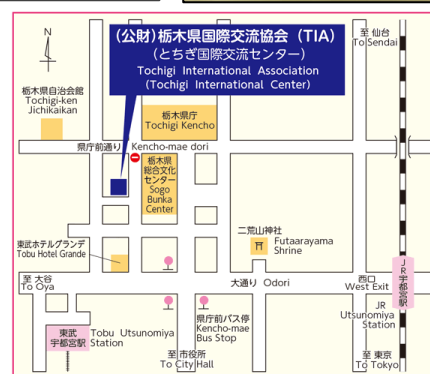 (公財)栃木県国際交流協会 (TIA)
(とちぎ国際交流センター)
Tochigi International Association
(Tochigi International Center)
至 仙台
To Sendai
N
栃木県自治会館
Tochigi-ken
Jichikaikan
栃木県庁
Tochigi Kencho
県庁前通り Kencho-mae dori
栃木県
総合文化
センター
Sogo
Bunka
Center
二荒山神社
Futaarayama
Shrine
東武ホテルグランデ
Tobu Hotel Grande
至 大谷
To Oya
大通り Odori
西口
West Exit
JR宇都宮駅
JR
Utsunomiya
Station
東武
宇都宮駅
Tobu Utsunomiya
Station
県庁前バス停
Kencho-mae
Bus Stop
至 市役所
To City Hall
至 東京
To Tokyo